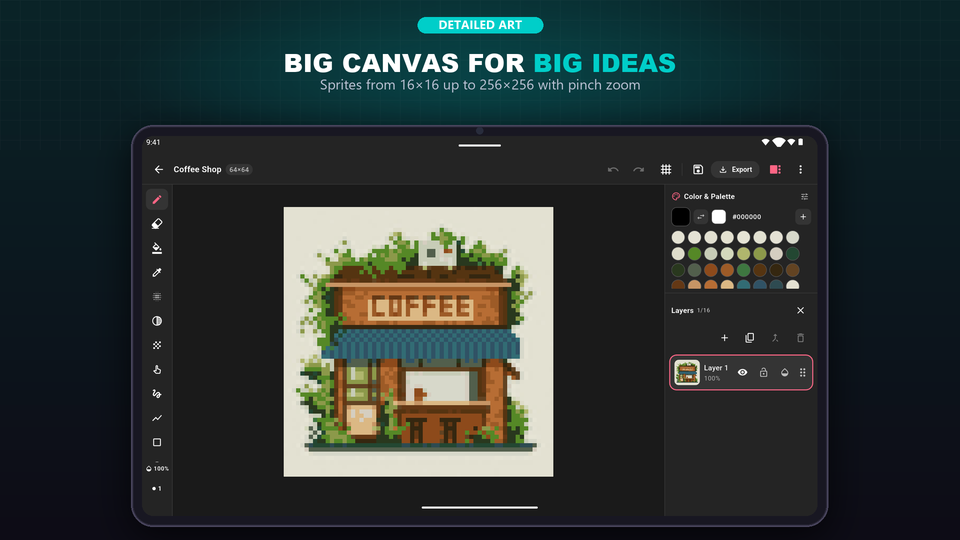 DETAILED ART
BIG CANVAS FOR BIG IDEAS
Sprites from 16×16 up to 256×256 with pinch zoom
9:41
Coffee Shop 64×64
Export
Color & Palette
#000000
COFFEE
Layers 1/16
Layer 1
100%
100%
1